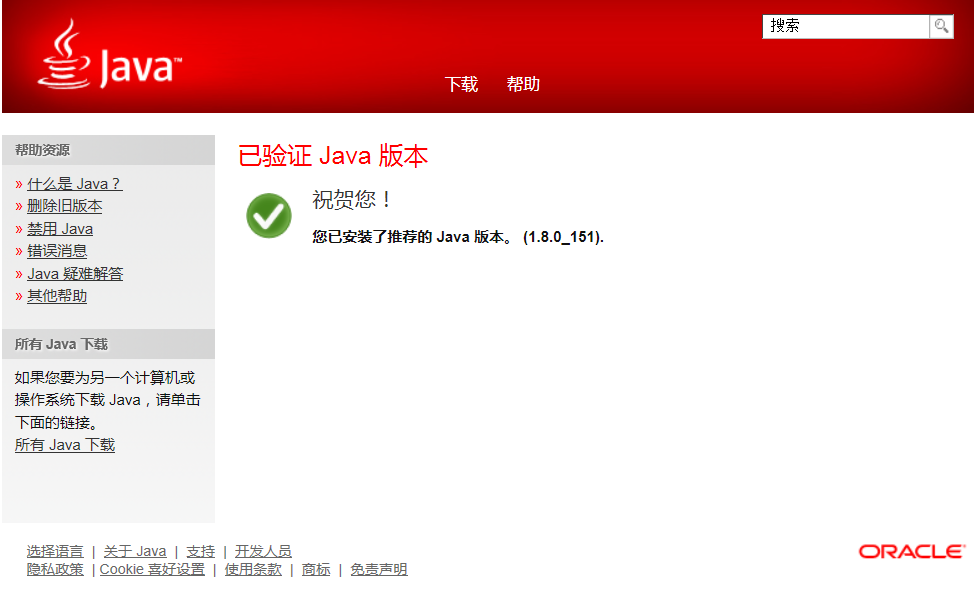 Java™
搜索
下载 帮助
帮助资源
» 什么是 Java？
» 删除旧版本
» 禁用 Java
» 错误消息
» Java 疑难解答
» 其他帮助
所有 Java 下载
如果您要为另一个计算机或
操作系统下载 Java，请单击
下面的链接。
所有 Java 下载
已验证 Java 版本
祝贺您！
您已安装了推荐的 Java 版本。 (1.8.0_151).
选择语言 | 关于 Java | 支持 | 开发人员
隐私政策 | Cookie 喜好设置 | 使用条款 | 商标 | 免责声明
ORACLE